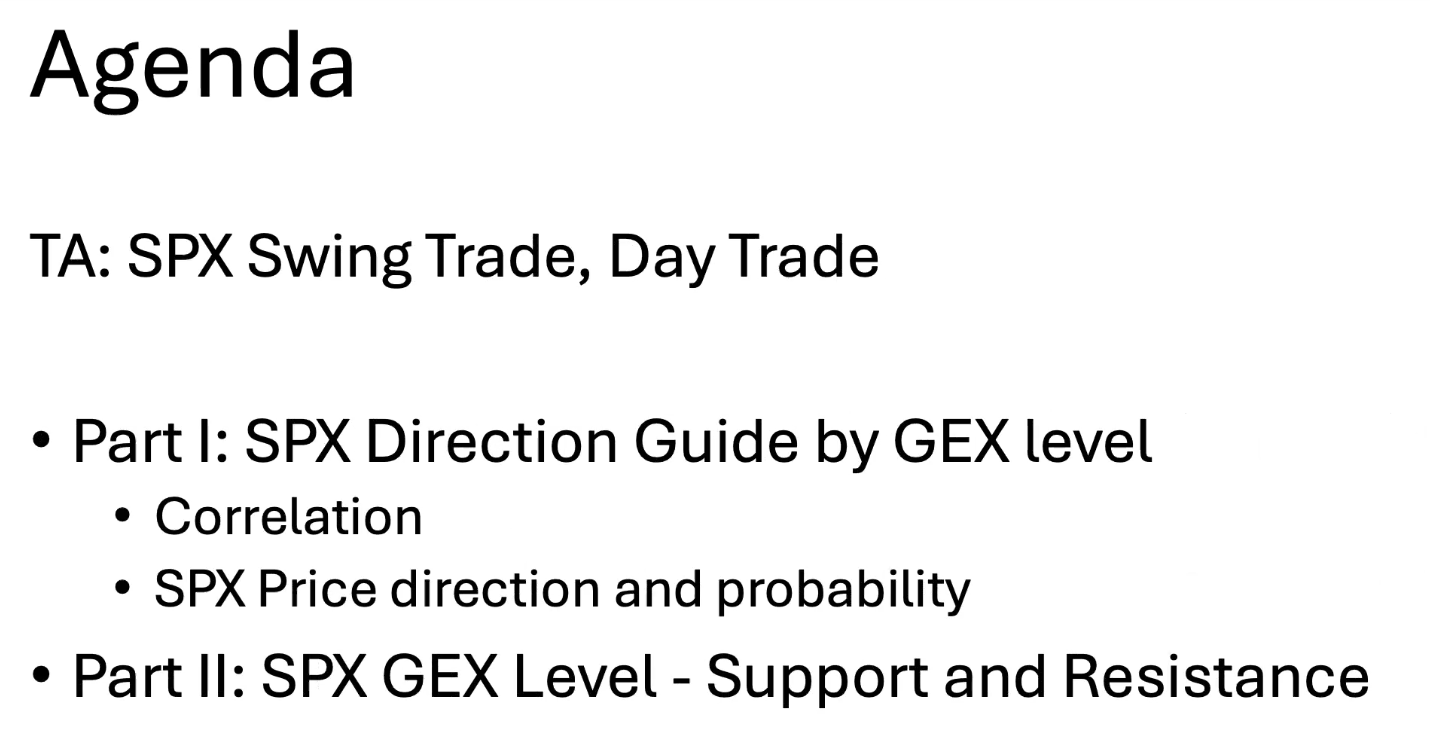 Agenda
TA: SPX Swing Trade, Day Trade
• Part I: SPX Direction Guide by GEX level
• Correlation
• SPX Price direction and probability
• Part II: SPX GEX Level - Support and Resistance